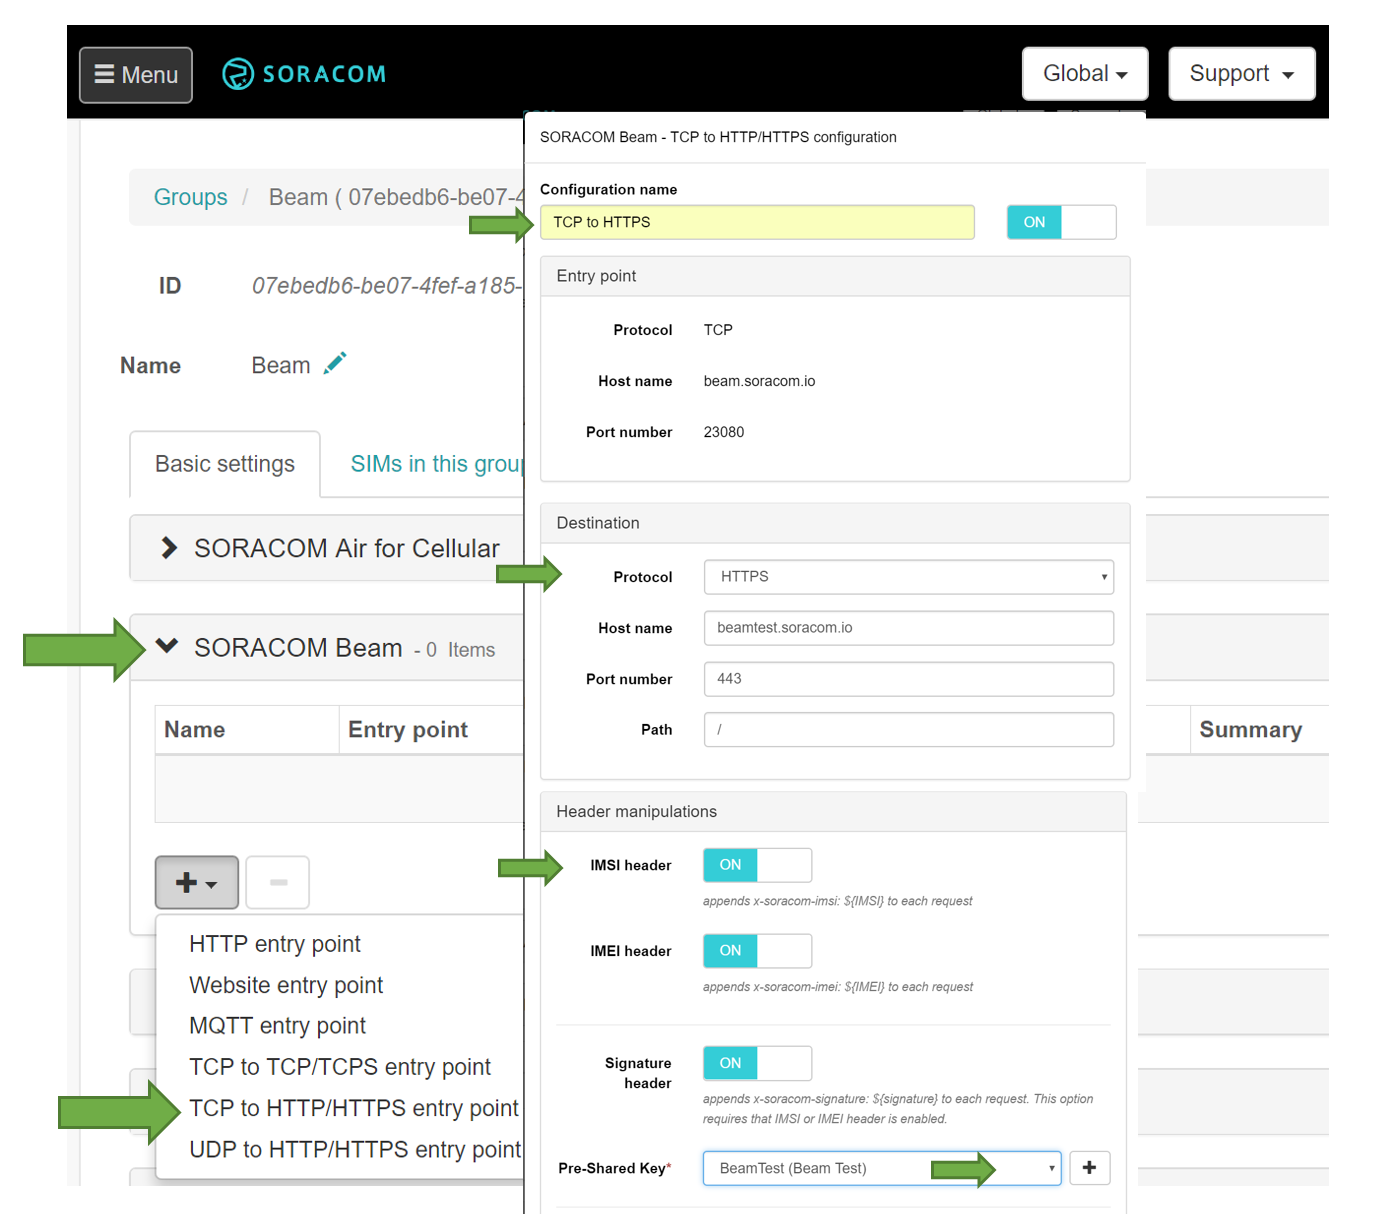 Menu
SORACOM
Global
Support
Groups / Beam ( 07ebedb6-be07-4
ID 07ebedb6-be07-4fef-a185-
Name Beam
Basic settings
SIMs in this group
SORACOM Air for Cellular
SORACOM Beam - 0 Items
Name Entry point Summary
HTTP entry point
Website entry point
MQTT entry point
TCP to TCP/TCPS entry point
TCP to HTTP/HTTPS entry point
UDP to HTTP/HTTPS entry point
SORACOM Beam - TCP to HTTP/HTTPS configuration
Configuration name
TCP to HTTPS ON
Entry point
Protocol TCP
Host name beam.soracom.io
Port number 23080
Destination
Protocol HTTPS
Host name beamtest.soracom.io
Port number 443
Path /
Header manipulations
IMSI header ON
appends x-soracom-imsi: ${IMSI} to each request
IMEI header ON
appends x-soracom-imei: ${IMEI} to each request
Signature header ON
appends x-soracom-signature: ${signature} to each request. This option
requires that IMSI or IMEI header is enabled.
Pre-Shared Key* BeamTest (Beam Test)